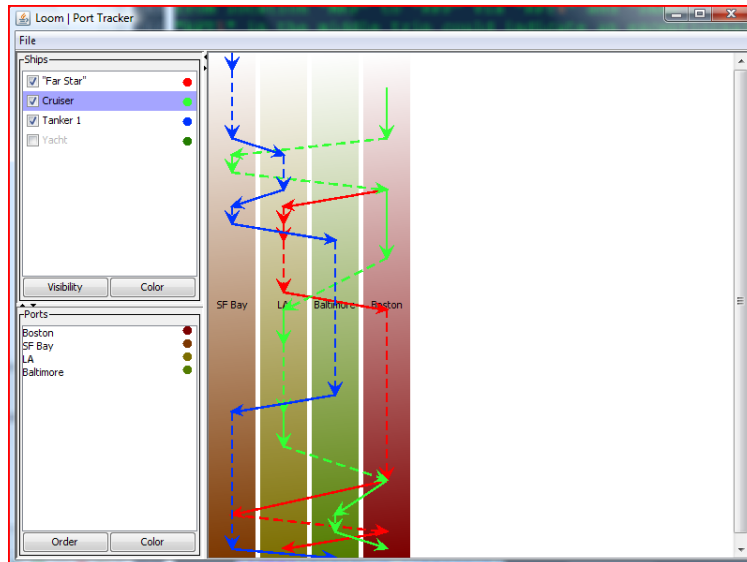 Loom | Port Tracker
File
Ships
"Far Star"
Cruiser
Tanker 1
Yacht
Visibility
Color
Ports
Boston
SF Bay
LA
Baltimore
Order
Color
SF Bay
LA
Baltimore
Boston